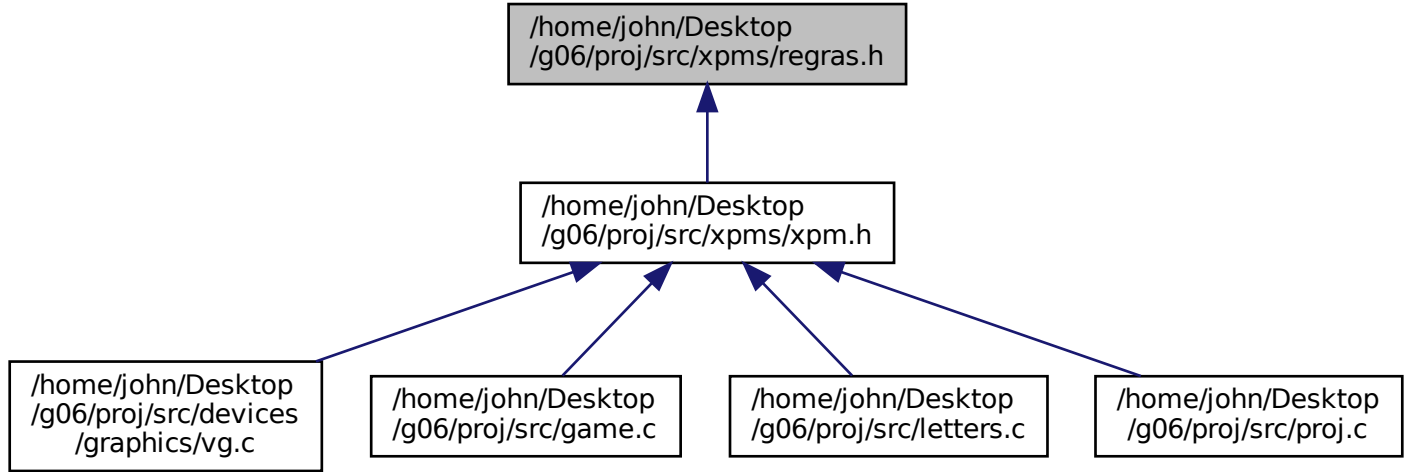 /home/john/Desktop
/g06/proj/src/xpms/regras.h
/home/john/Desktop
/g06/proj/src/xpms/xpm.h
/home/john/Desktop
/g06/proj/src/devices
/graphics/vg.c
/home/john/Desktop
/g06/proj/src/game.c
/home/john/Desktop
/g06/proj/src/letters.c
/home/john/Desktop
/g06/proj/src/proj.c